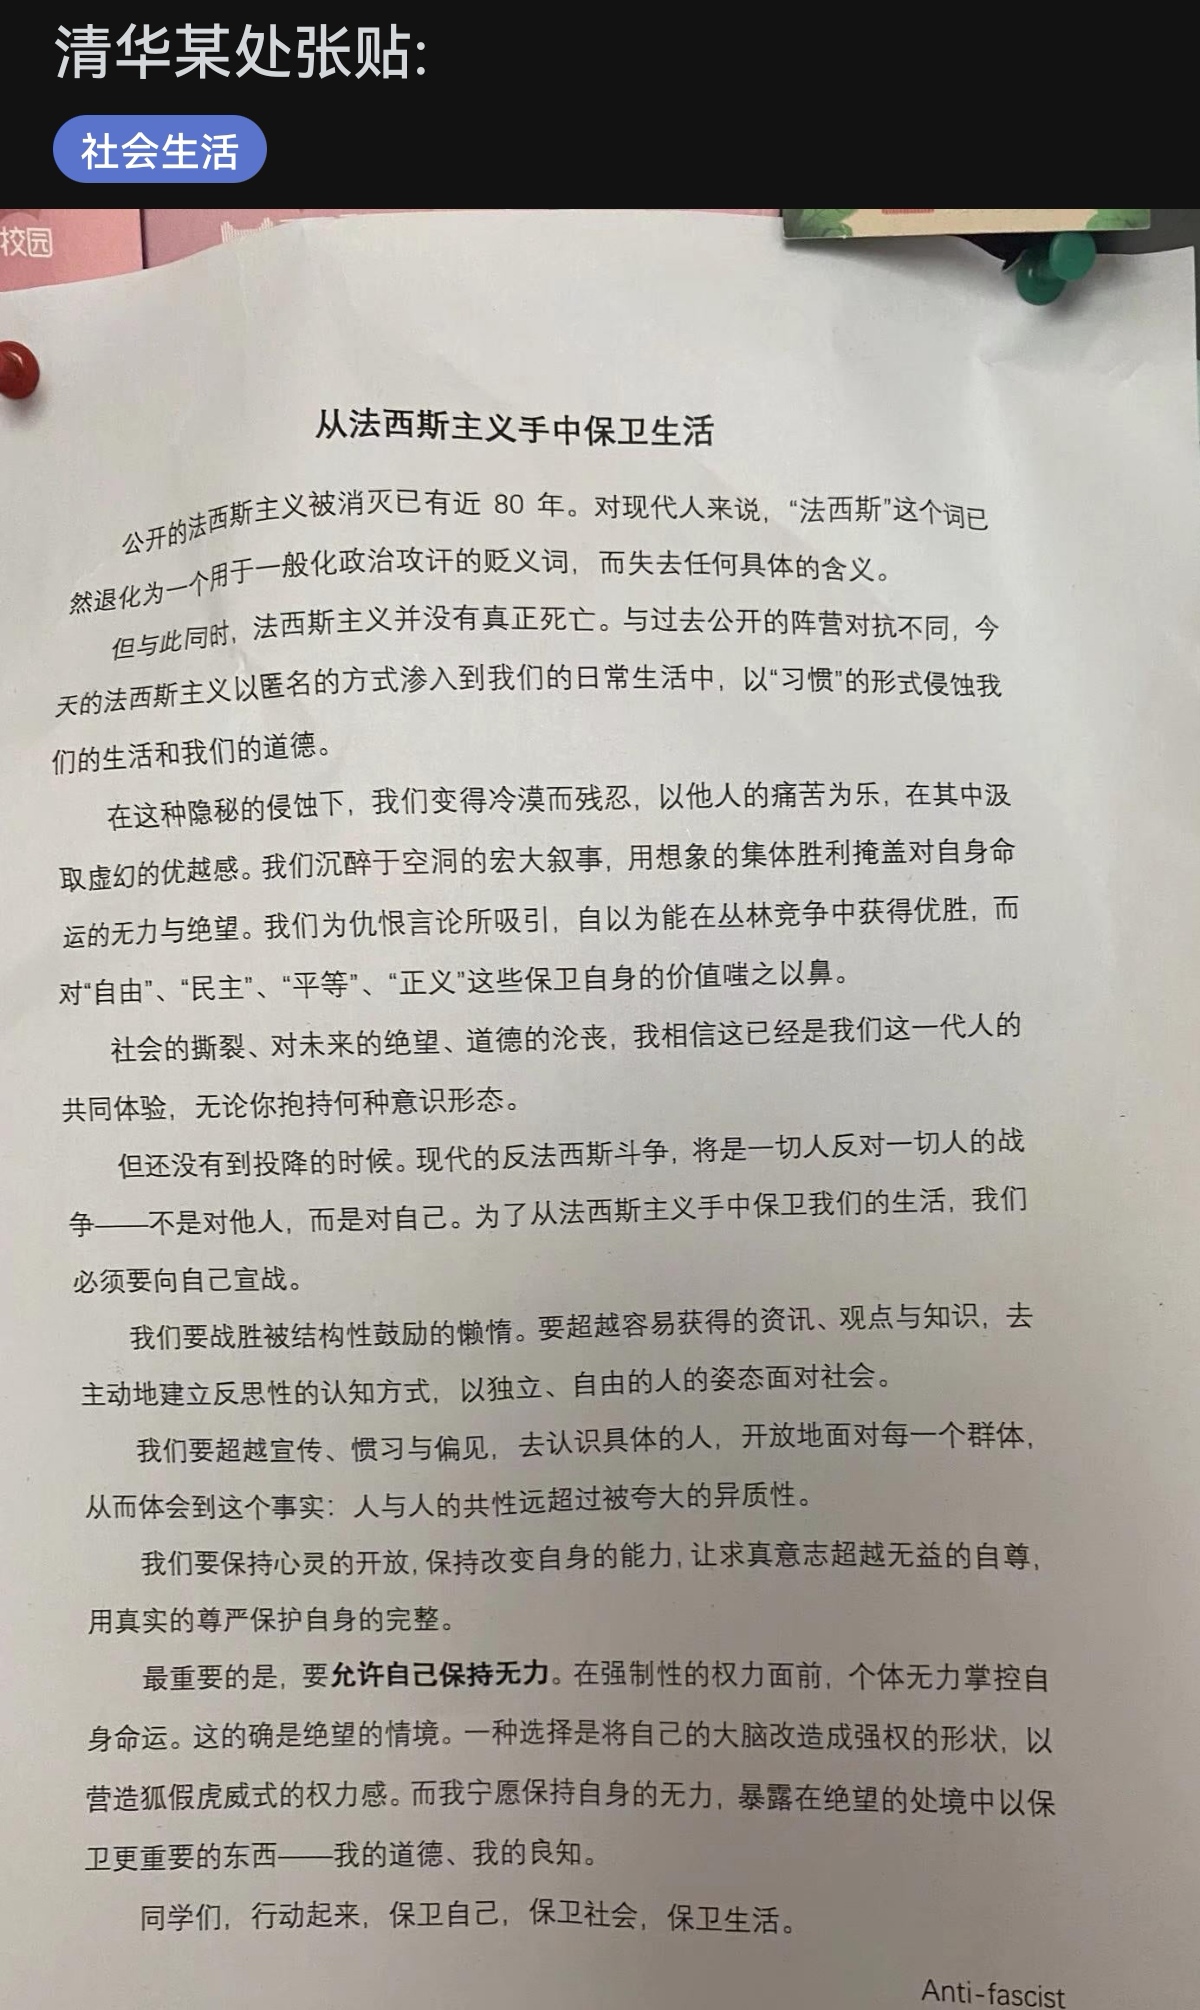 清华某处张贴:
社会生活
校园
从法西斯主义手中保卫生活
公开的法西斯主义被消灭已有近 80 年。对现代人来说，“法西斯”这个词已
然退化为一个用于一般化政治攻讦的贬义词，而失去任何具体的含义。
但与此同时，法西斯主义并没有真正死亡。与过去公开的阵营对抗不同，今
天的法西斯主义以匿名的方式渗入到我们的日常生活中，以“习惯”的形式侵蚀我
们的生活和我们的道德。
在这种隐秘的侵蚀下，我们变得冷漠而残忍，以他人的痛苦为乐，在其中汲
取虚幻的优越感。我们沉醉于空洞的宏大叙事，用想象的集体胜利掩盖对自身命
运的无力与绝望。我们为仇恨言论所吸引，自以为能在丛林竞争中获得优胜，而
对“自由”、“民主”、“平等”、“正义”这些保卫自身的价值嗤之以鼻。
社会的撕裂、对未来的绝望、道德的沦丧，我相信这已经是我们这一代人的
共同体验，无论你抱持何种意识形态。
但还没有到投降的时候。现代的反法西斯斗争，将是一切人反对一切人的战
争——不是对他人，而是对自己。为了从法西斯主义手中保卫我们的生活，我们
必须要向自己宣战。
我们要战胜被结构性鼓励的懒惰。要超越容易获得的资讯、观点与知识，去
主动地建立反思性的认知方式，以独立、自由的人的姿态面对社会。
我们要超越宣传、惯习与偏见，去认识具体的人，开放地面对每一个群体，
从而体会到这个事实：人与人的共性远超过被夸大的异质性。
我们要保持心灵的开放，保持改变自身的能力，让求真意志超越无益的自尊，
用真实的尊严保护自身的完整。
最重要的是，要允许自己保持无力。在强制性的权力面前，个体无力掌控自
身命运。这的确是绝望的情境。一种选择是将自己的大脑改造成强权的形状，以
营造狐假虎威式的权力感。而我宁愿保持自身的无力，暴露在绝望的处境中以保
卫更重要的东西——我的道德、我的良知。
同学们，行动起来，保卫自己，保卫社会，保卫生活。
Anti-fascist